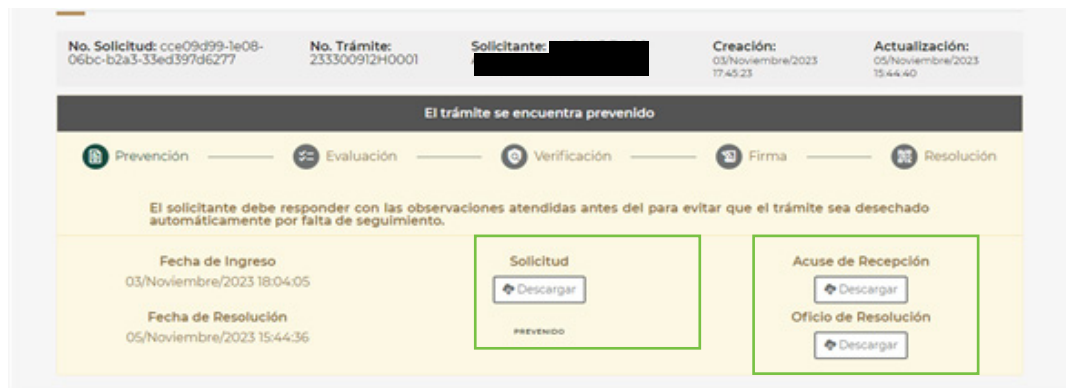 No. Solicitud: cce09d99-1e08-06bc-b2a3-33ed397d6277
No. Trámite: 233300912H0001
Solicitante:
Creación: 03/Noviembre/2023 17:45:23
Actualización: 05/Noviembre/2023 15:44:40
El trámite se encuentra prevenido
Prevención Evaluación Verificación Firma Resolución
El solicitante debe responder con las observaciones atendidas antes del para evitar que el trámite sea desechado
automáticamente por falta de seguimiento.
Fecha de Ingreso
03/Noviembre/2023 18:04:05
Fecha de Resolución
05/Noviembre/2023 15:44:36
Solicitud
Descargar
PREVENIDO
Acuse de Recepción
Descargar
Oficio de Resolución
Descargar